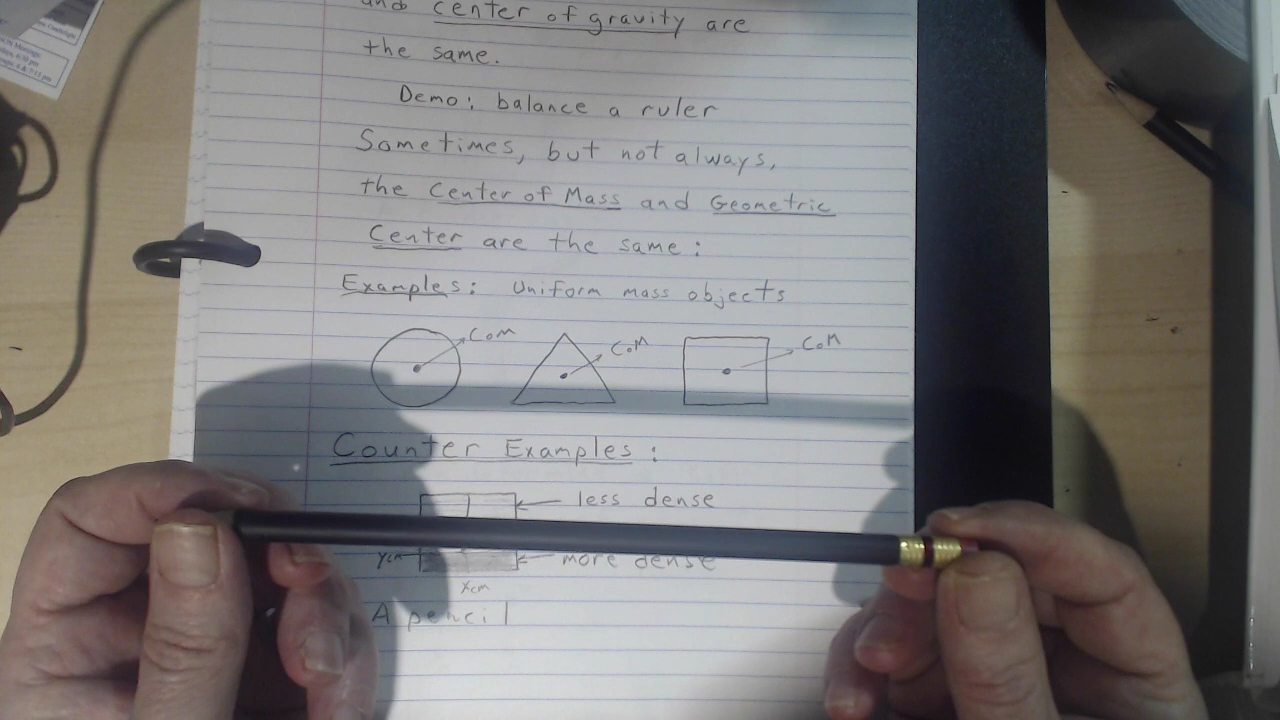 and center of gravity are
the same.
Demo: balance a ruler
Sometimes, but not always,
the Center of Mass and Geometric
Center are the same:
Examples: Uniform mass objects
CoM
CoM
CoM
Counter Examples:
less dense
ycm
more dense
xcm
A pencil